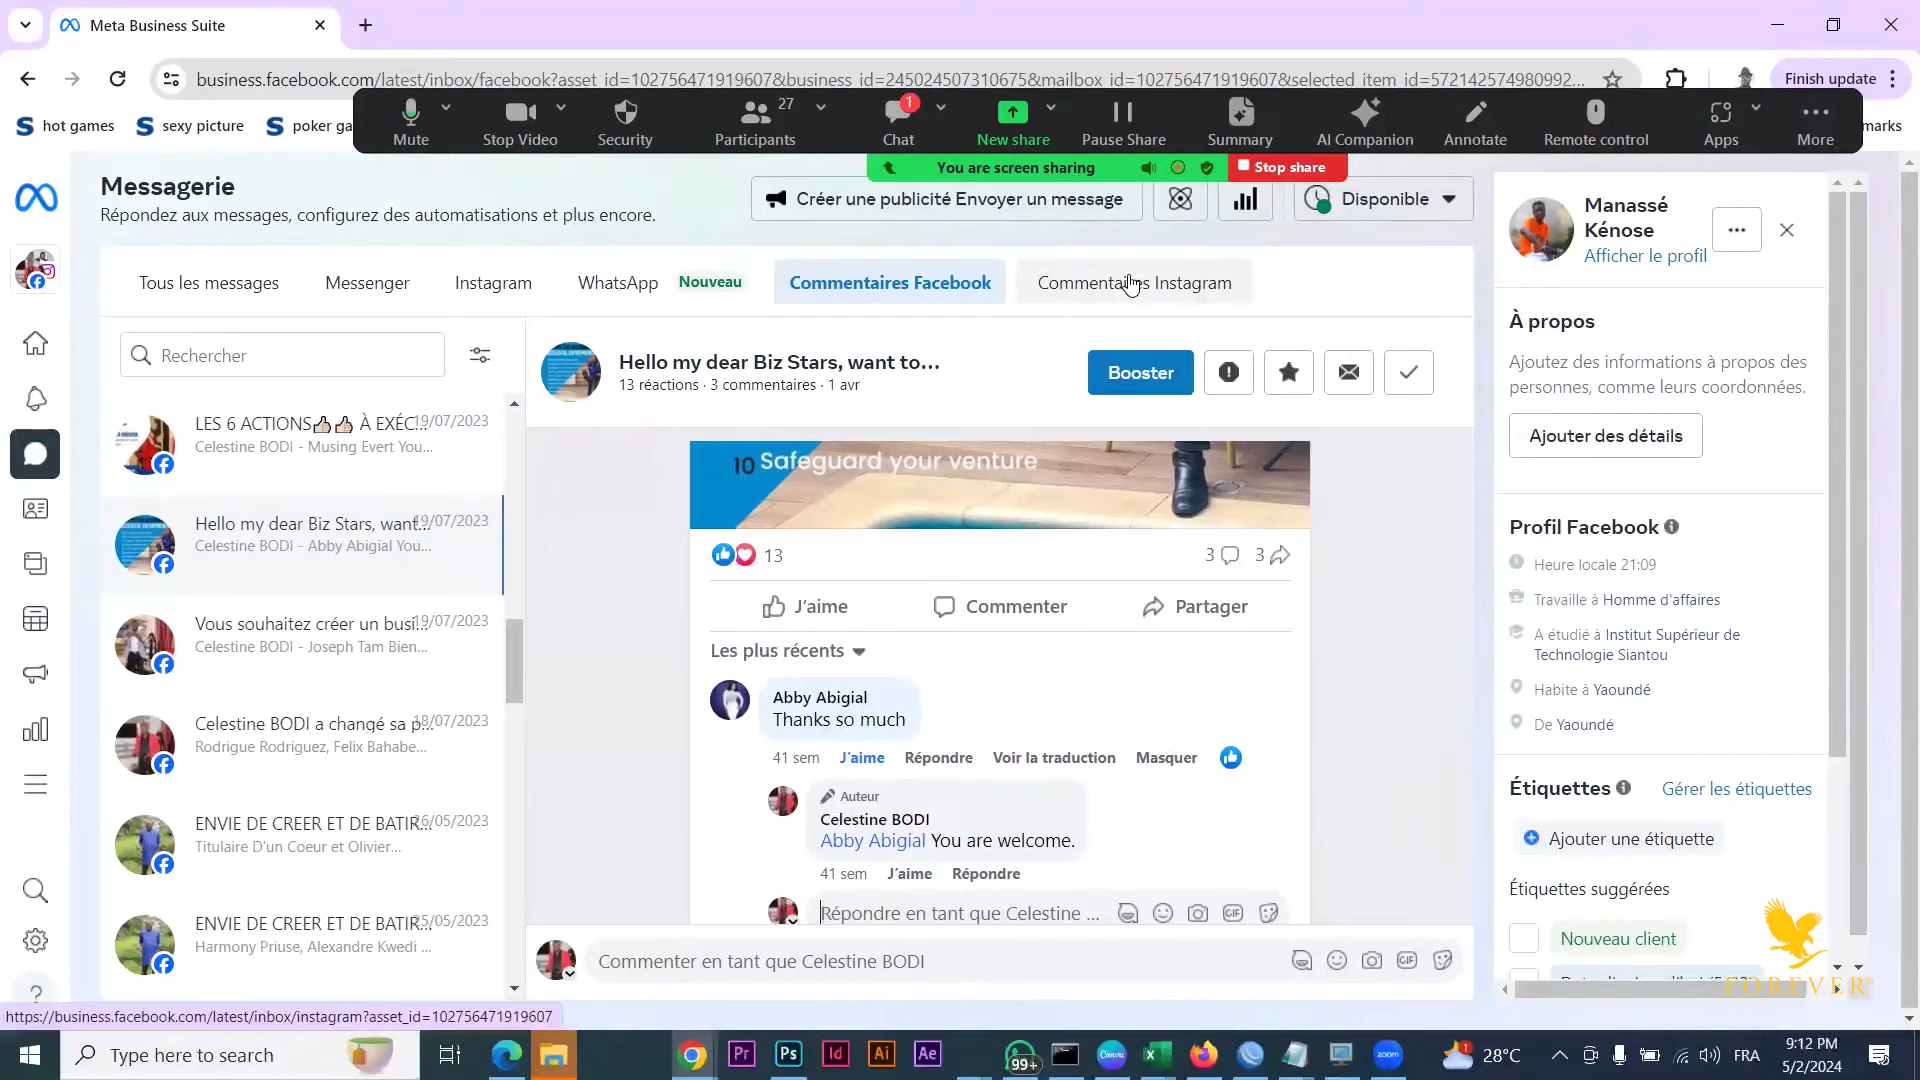 Meta Business Suite
business.facebook.com/latest/inbox/facebook?asset_id=102756471919607&business_id=245024507310675&mailbox_id=102756471919607&selected_item_id=572142574980992...
Finish update
hot games
sexy picture
poker ga
marks
Mute
Stop Video
Security
27
Participants
1
Chat
New share
Pause Share
Summary
AI Companion
Annotate
Remote control
Apps
More
You are screen sharing
Stop share
Messagerie
Répondez aux messages, configurez des automatisations et plus encore.
Créer une publicité Envoyer un message
Disponible
Tous les messages
Messenger
Instagram
WhatsApp
Nouveau
Commentaires Facebook
Commentaires Instagram
Rechercher
LES 6 ACTIONS👍👍 À EXÉC...
19/07/2023
Celestine BODI - Musing Evert You...
Hello my dear Biz Stars, want...
19/07/2023
Celestine BODI - Abby Abigial You...
Vous souhaitez créer un busi...
19/07/2023
Celestine BODI - Joseph Tam Bien...
Celestine BODI a changé sa p...
18/07/2023
Rodrigue Rodriguez, Felix Bahabe...
ENVIE DE CREER ET DE BATIR...
26/05/2023
Titulaire D'un Coeur et Olivier...
ENVIE DE CREER ET DE BATIR...
25/05/2023
Harmony Priuse, Alexandre Kwedi ...
Hello my dear Biz Stars, want to...
13 réactions · 3 commentaires · 1 avr
Booster
10 Safeguard your venture
13
3
3
J'aime
Commenter
Partager
Les plus récents
Abby Abigial
Thanks so much
41 sem J'aime Répondre Voir la traduction Masquer
Auteur
Celestine BODI
Abby Abigial You are welcome.
41 sem J'aime Répondre
Répondre en tant que Celestine ...
GIF
Commenter en tant que Celestine BODI
GIF
Manassé
Kénose
Afficher le profil
À propos
Ajoutez des informations à propos des
personnes, comme leurs coordonnées.
Ajouter des détails
Profil Facebook
Heure locale 21:09
Travaille à Homme d'affaires
A étudié à Institut Supérieur de
Technologie Siantou
Habite à Yaoundé
De Yaoundé
Étiquettes
Gérer les étiquettes
Ajouter une étiquette
Étiquettes suggérées
Nouveau client
FOREVER
https://business.facebook.com/latest/inbox/instagram?asset_id=102756471919607
Type here to search
Pr
Ps
Id
Ai
Ae
99+
Canva
zoom
1
28°C
FRA
9:12 PM
5/2/2024